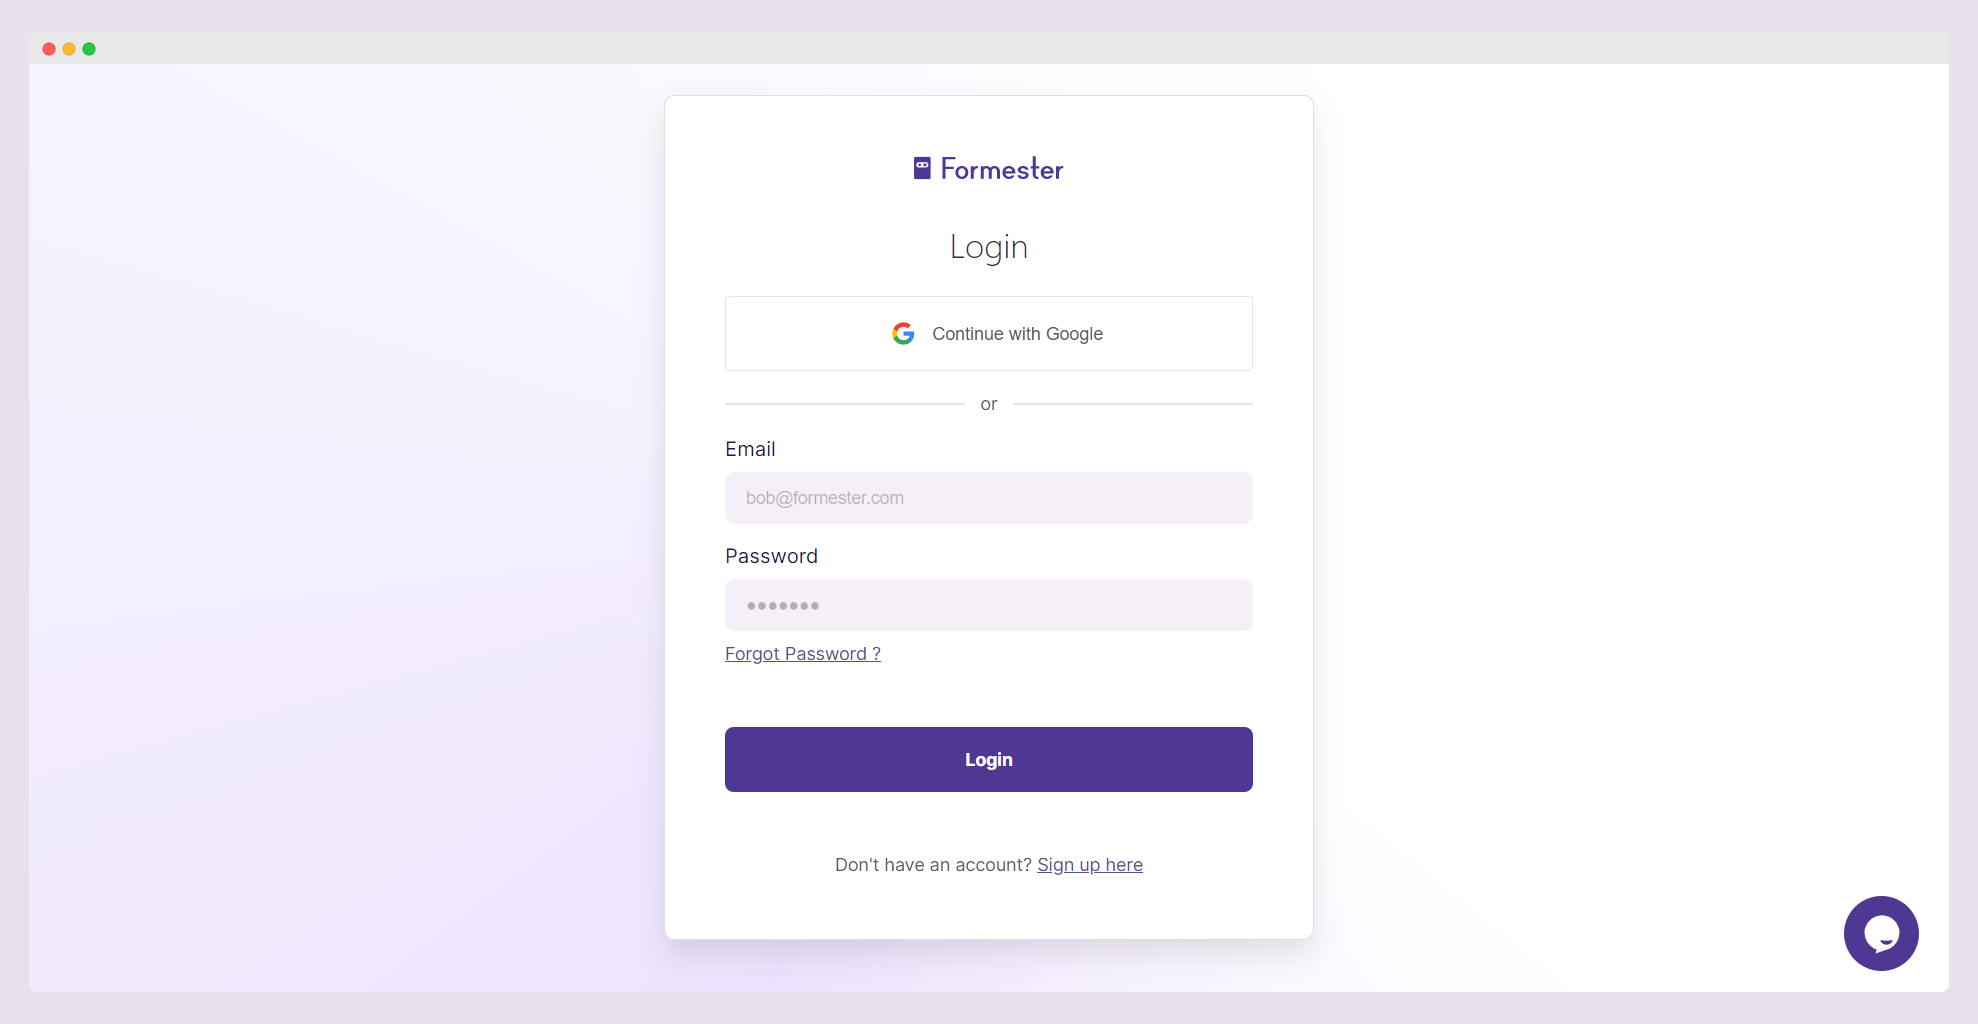 Formester
Login
Continue with Google
or
Email
bob@formester.com
Password
•••••••
Forgot Password ?
Login
Don't have an account? Sign up here